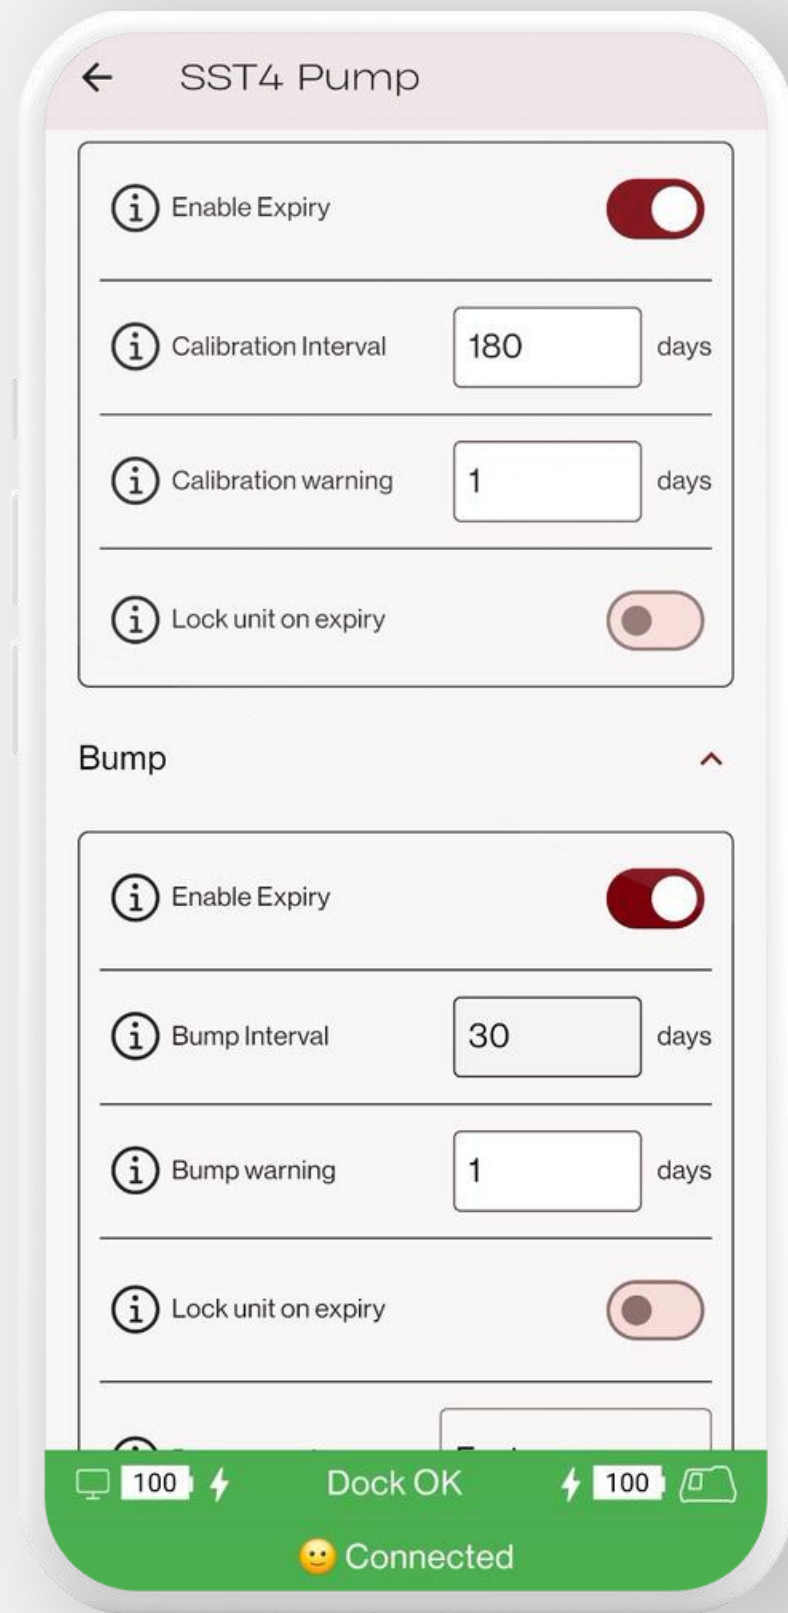 SST4 Pump
Enable Expiry
Calibration Interval 180 days
Calibration warning 1 days
Lock unit on expiry
Bump
Enable Expiry
Bump Interval 30 days
Bump warning 1 days
Lock unit on expiry
100 Dock OK 100
Connected